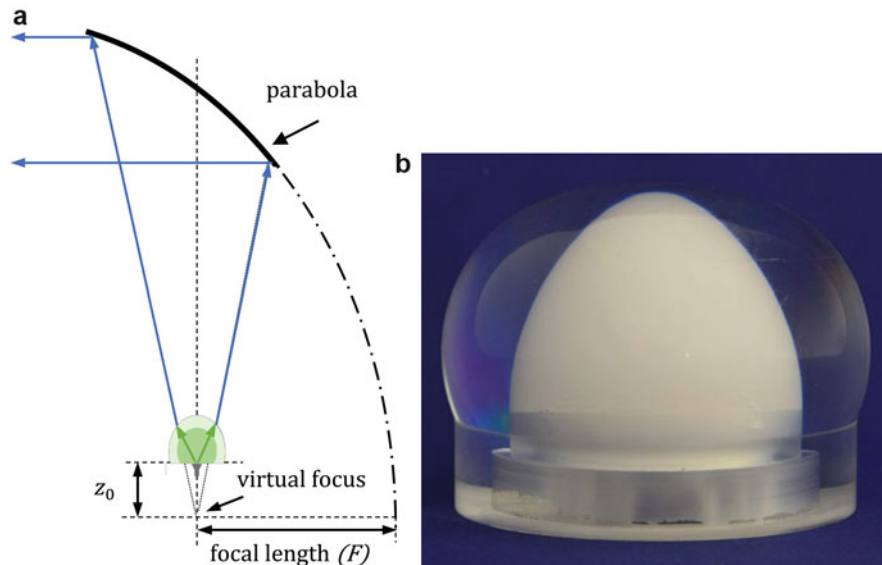 a
parabola
b
z₀
virtual focus
focal length (F)